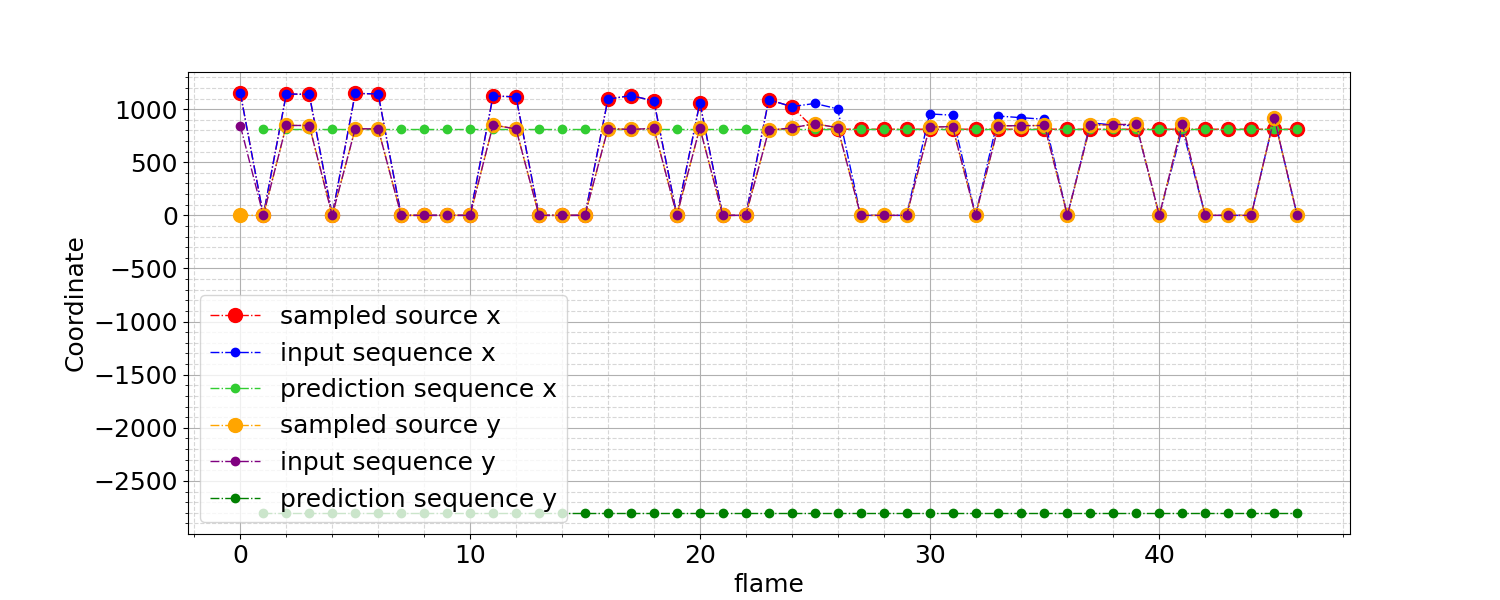 1000
500
0
−500
−1000
−1500
−2000
−2500
Coordinate
sampled source x
input sequence x
prediction sequence x
sampled source y
input sequence y
prediction sequence y
0 10 20 30 40
flame